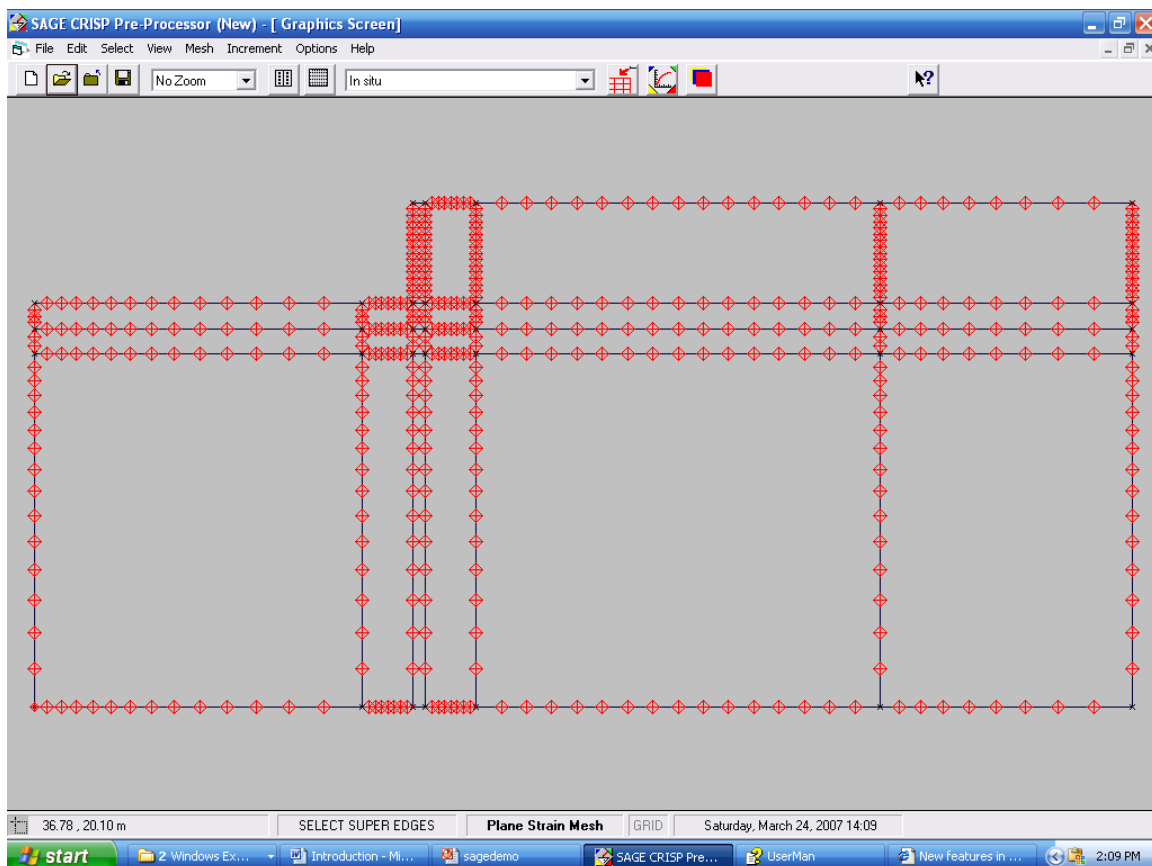 SAGE CRISP Pre-Processor (New) - [ Graphics Screen]
File Edit Select View Mesh Increment Options Help
No Zoom In situ
36.78 , 20.10 m SELECT SUPER EDGES Plane Strain Mesh GRID Saturday, March 24, 2007 14:09
start 2 Windows Ex... Introduction - Mi... sagedemo SAGE CRISP Pre... UserMan New features in ... 2:09 PM